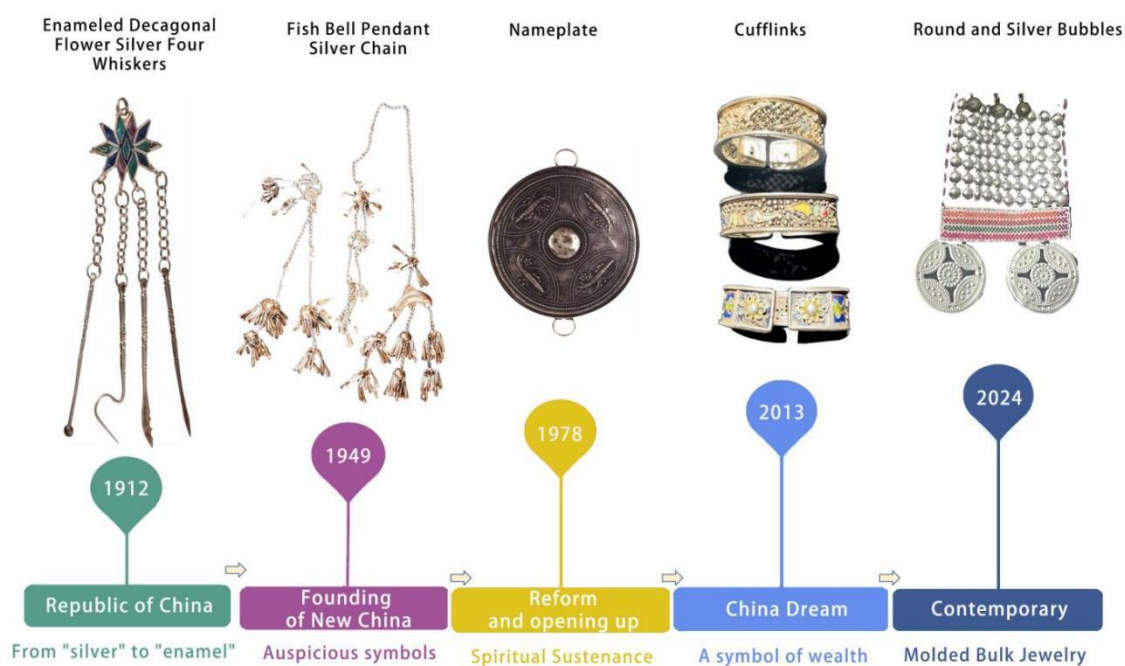 Enameled Decagonal
Flower Silver Four
Whiskers
Fish Bell Pendant
Silver Chain
Nameplate
Cufflinks
Round and Silver Bubbles
1912
1949
1978
2013
2024
Republic of China
Founding
of New China
Reform
and opening up
China Dream
Contemporary
From "silver" to "enamel"
Auspicious symbols
Spiritual Sustenance
A symbol of wealth
Molded Bulk Jewelry